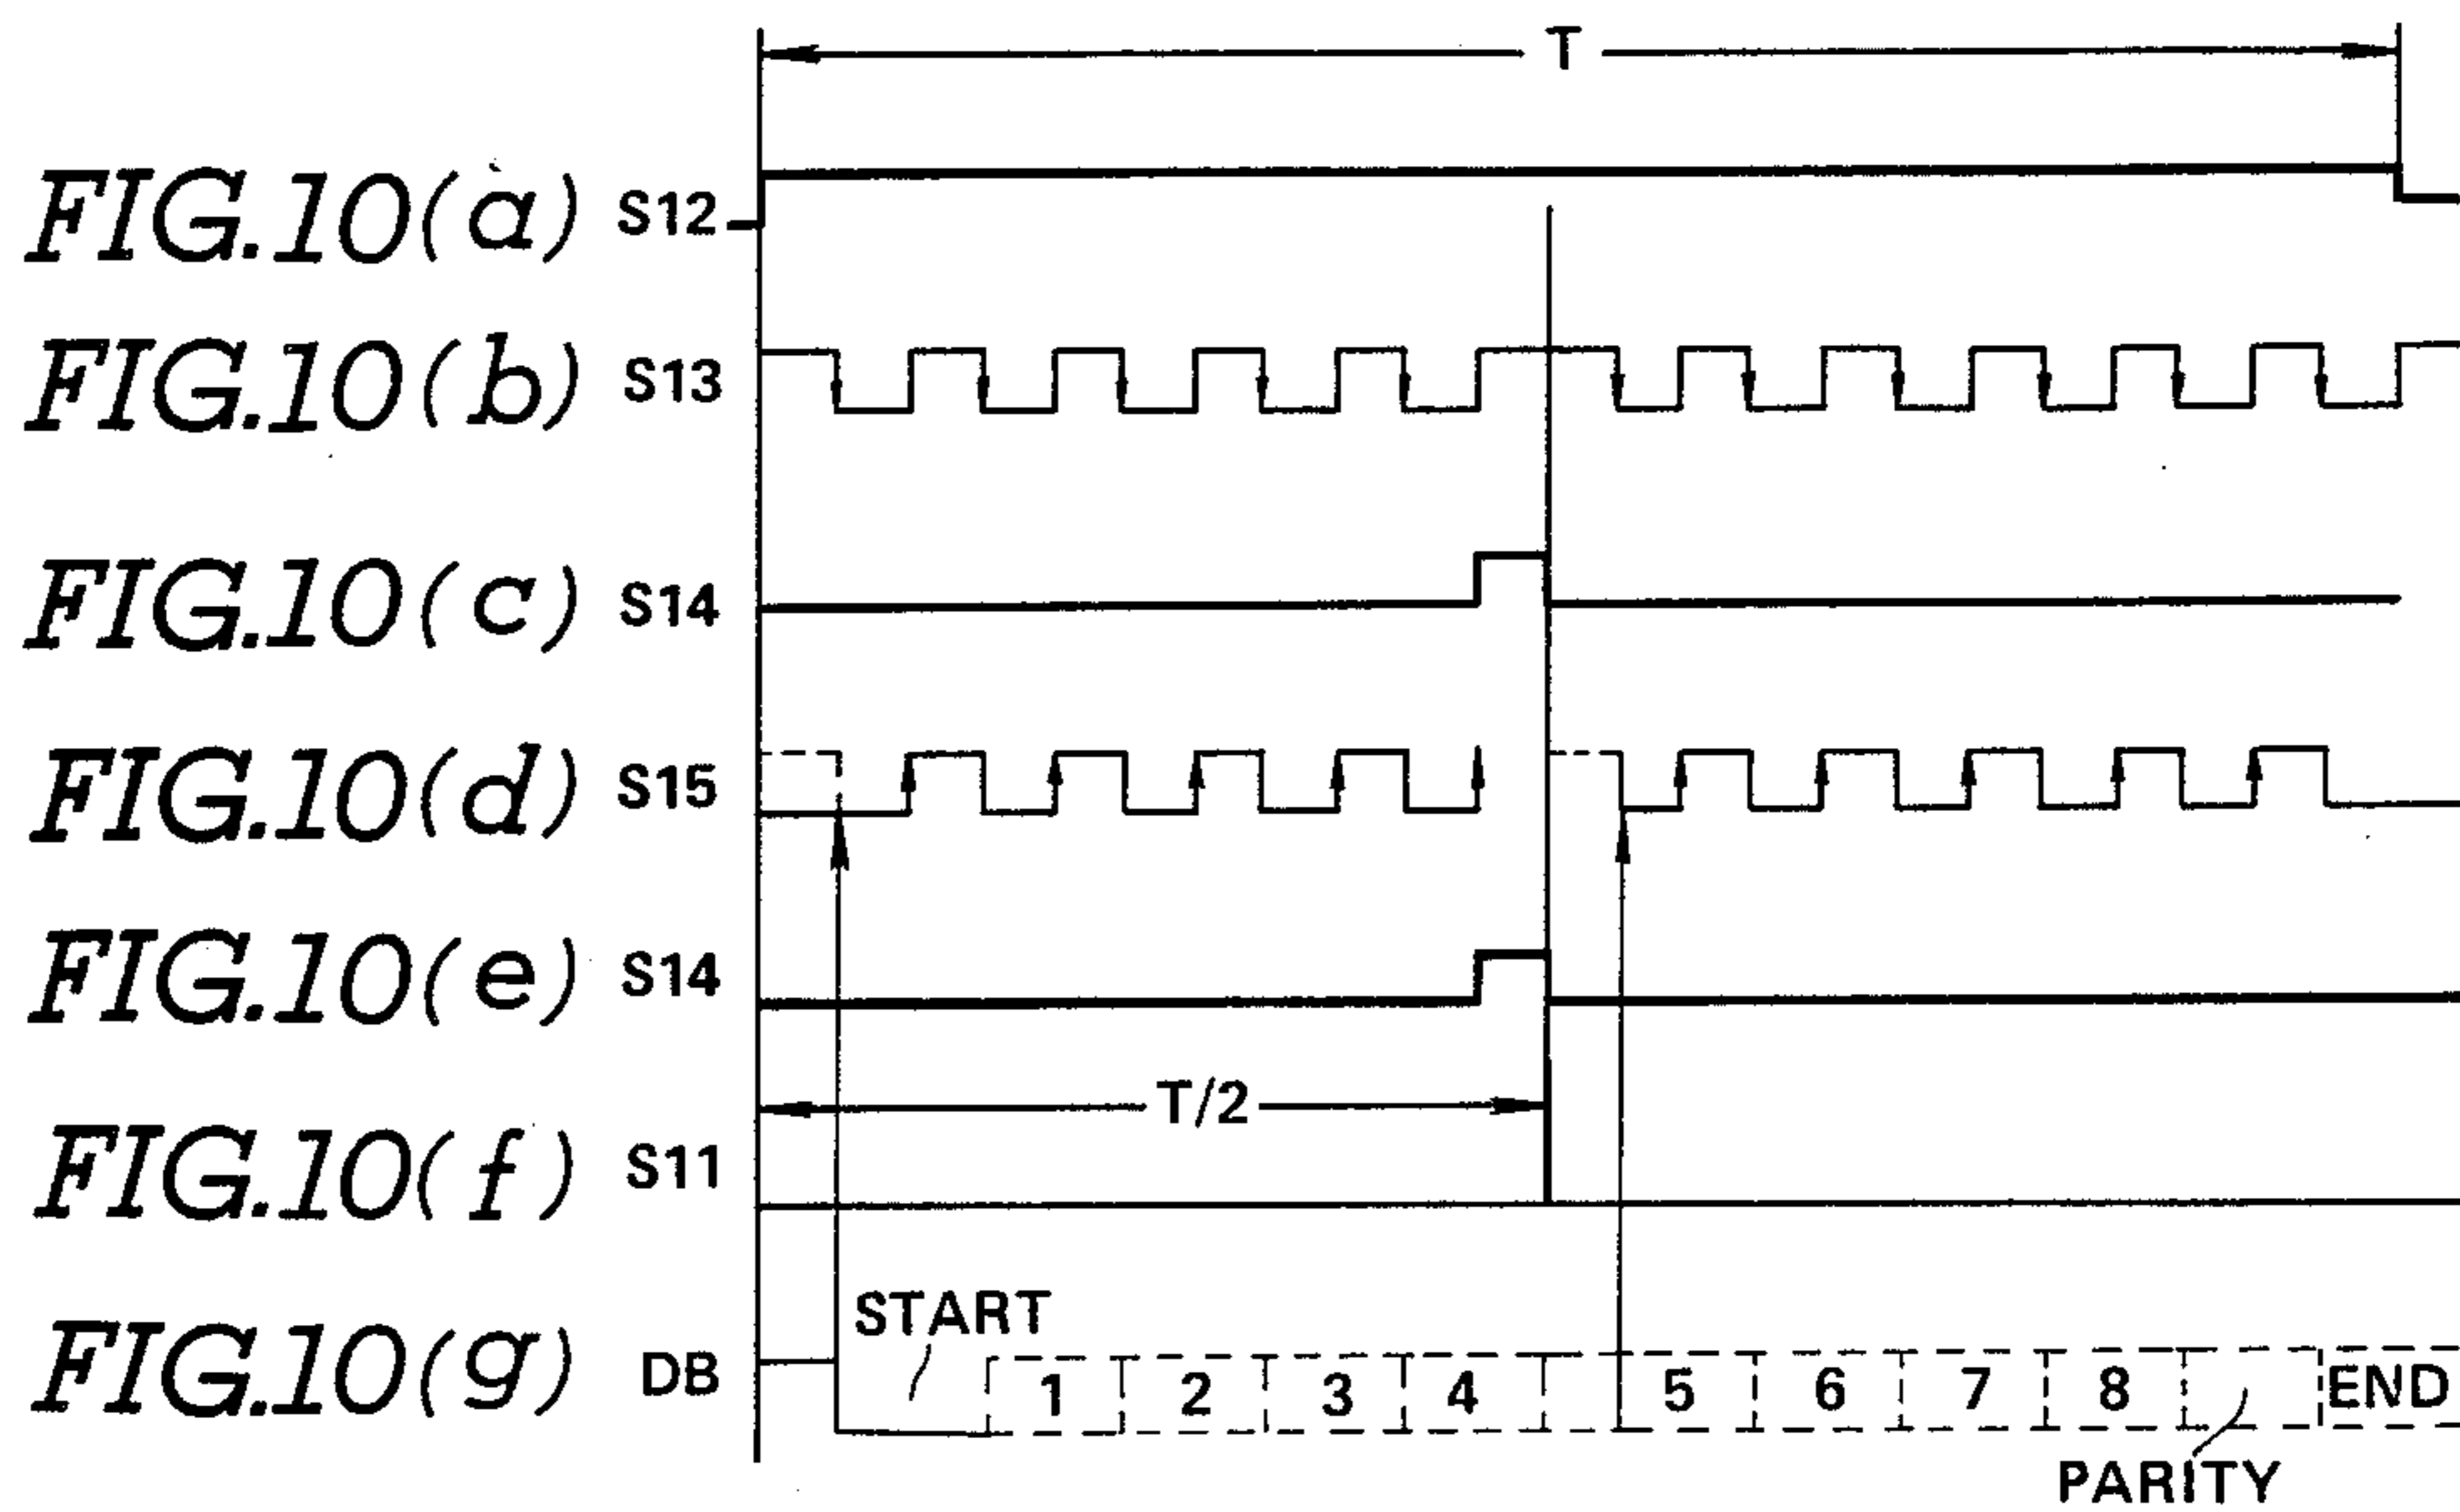 T
FIG.10(a) S12
FIG.10(b) S13
FIG.10(c) S14
FIG.10(d) S15
FIG.10(e) S14
T/2
FIG.10(f) S11
START
FIG.10(g) DB 1 2 3 4 5 6 7 8 END
PARITY